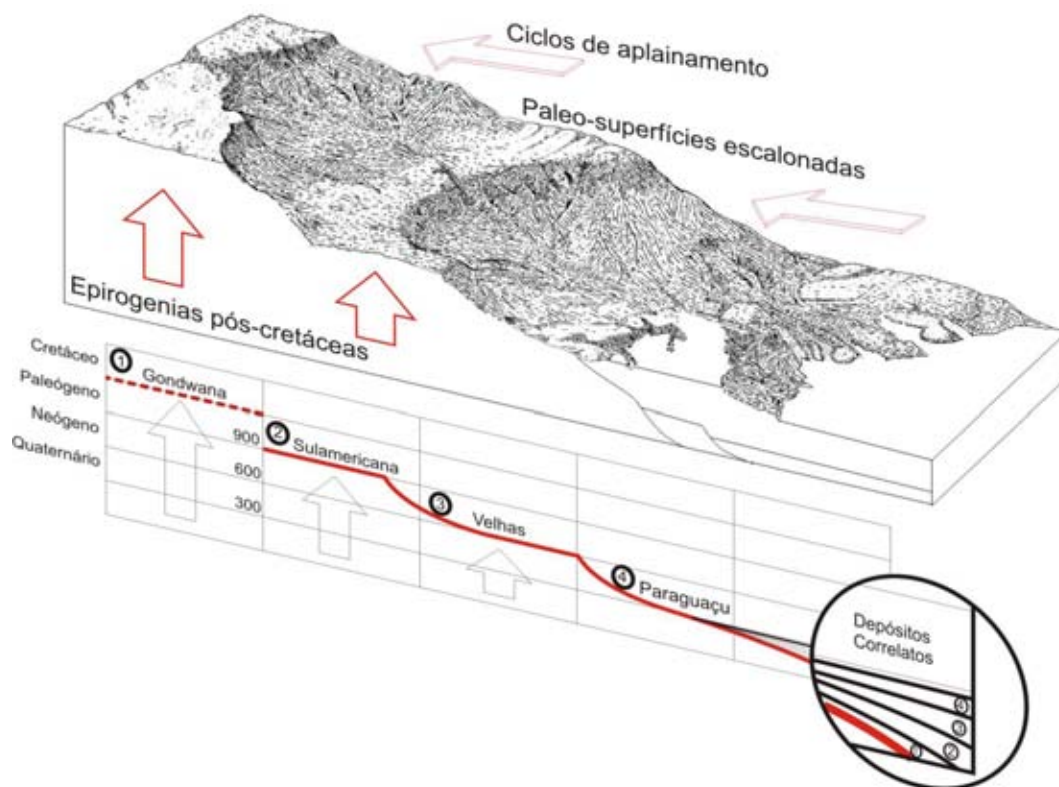 Ciclos de aplainamento
Paleo-superfícies escalonadas
Epirogenias pós-cretáceas
Cretáceo
Paleógeno
Neógeno
Quaternário
1 Gondwana
900
600
300
2 Sulamericana
3 Velhas
4 Paraguaçu
Depósitos
Correlatos
4
3
2
1